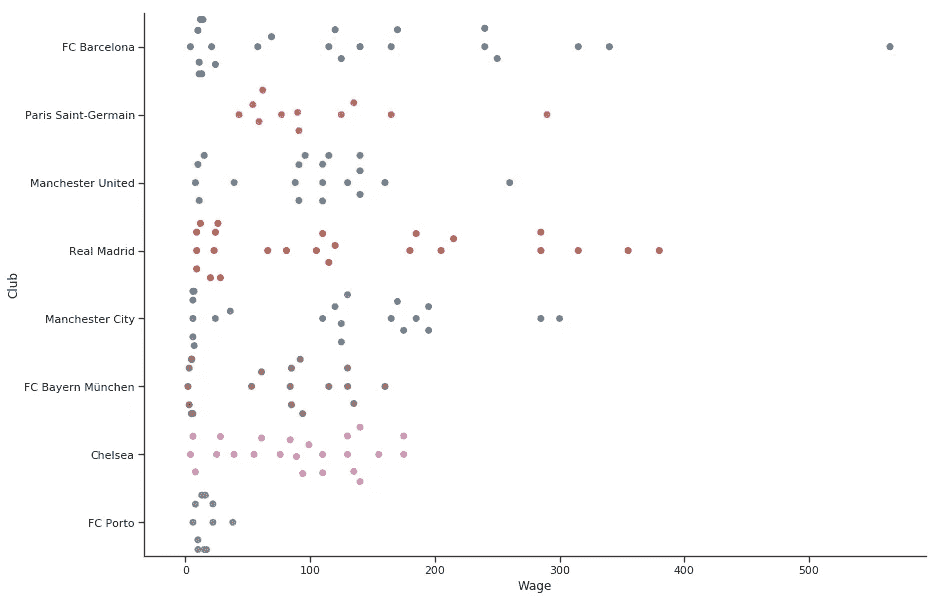 FC Barcelona
Paris Saint-Germain
Manchester United
Real Madrid
Manchester City
FC Bayern München
Chelsea
FC Porto
Club
0 100 200 300 400 500
Wage